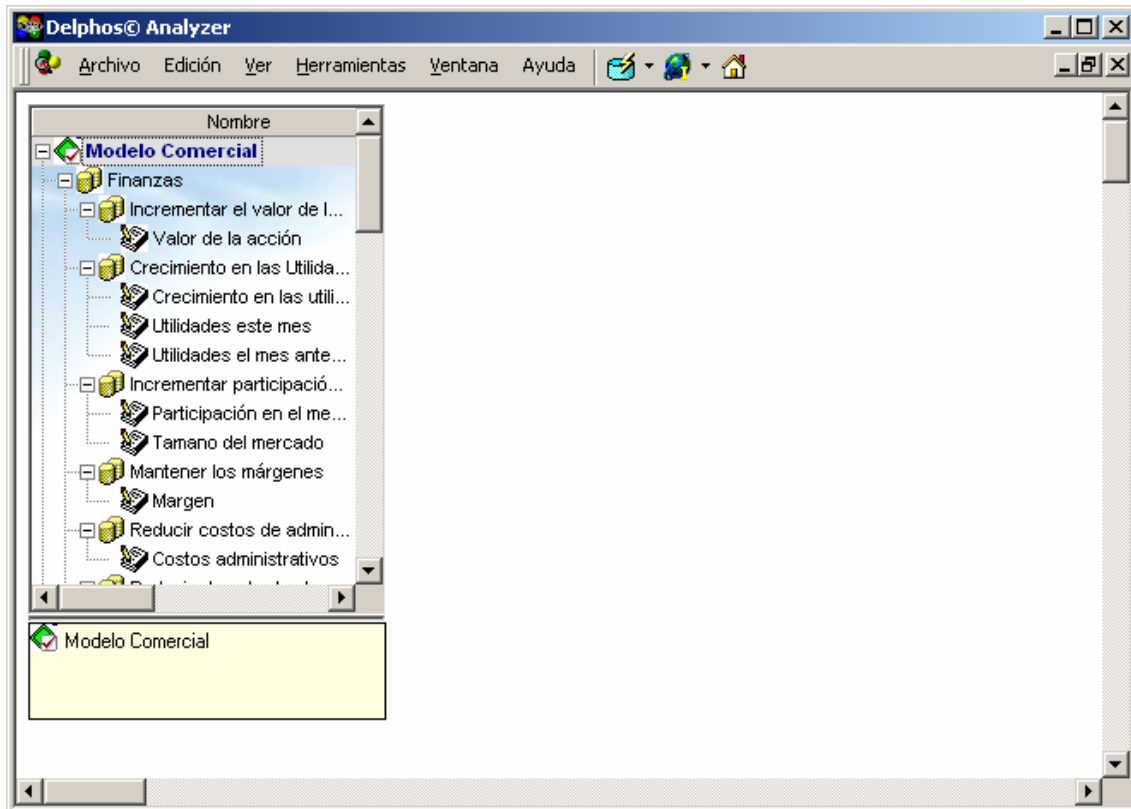 Delphos© Analyzer
Archivo Edición Ver Herramientas Ventana Ayuda
Nombre
Modelo Comercial
Finanzas
Incrementar el valor de l...
Valor de la acción
Crecimiento en las Utilida...
Crecimiento en las utili...
Utilidades este mes
Utilidades el mes ante...
Incrementar participació...
Participación en el me...
Tamano del mercado
Mantener los márgenes
Margen
Reducir costos de admin...
Costos administrativos
Modelo Comercial